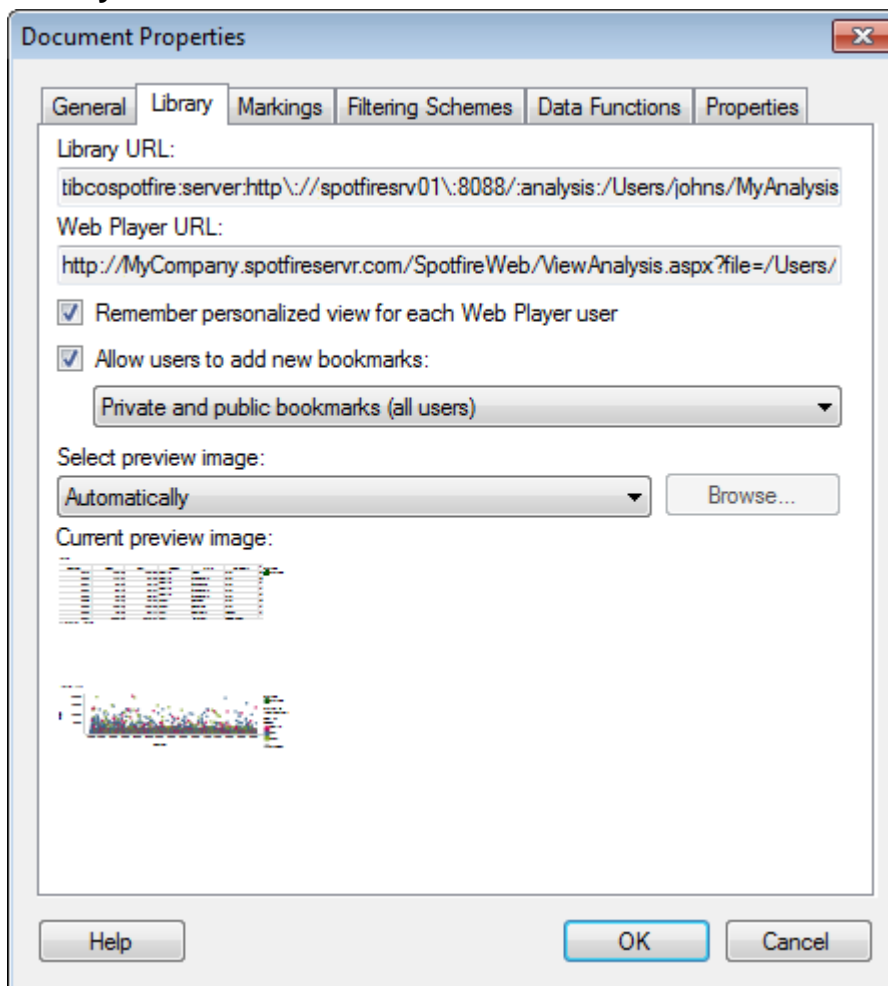 Document Properties
General Library Markings Filtering Schemes Data Functions Properties
Library URL:
tibcospotfire:server:http\://spotfiresrv01\:8088/:analysis:/Users/johns/MyAnalysis
Web Player URL:
http://MyCompany.spotfireservr.com/SpotfireWeb/ViewAnalysis.aspx?file=/Users/
Remember personalized view for each Web Player user
Allow users to add new bookmarks:
Private and public bookmarks (all users)
Select preview image:
Automatically Browse...
Current preview image:
Help OK Cancel